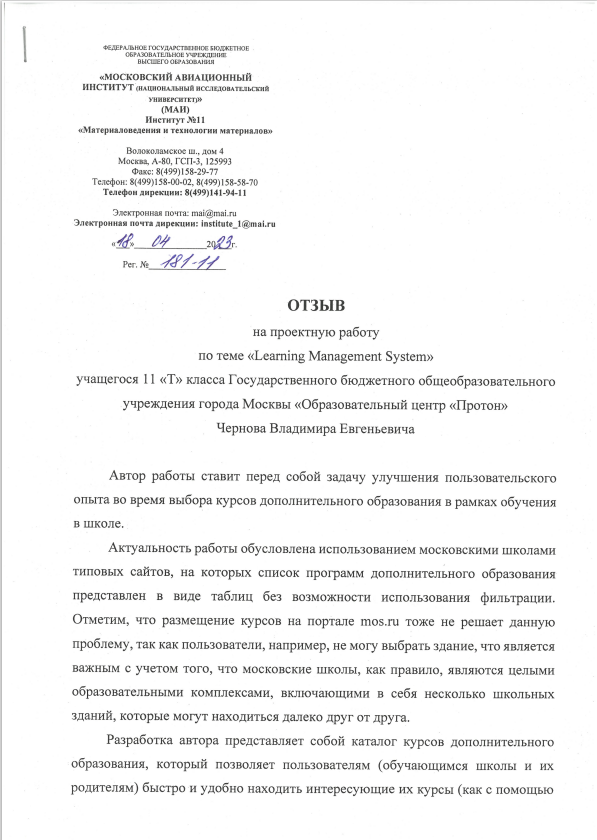 ФЕДЕРАЛЬНОЕ ГОСУДАРСТВЕННОЕ БЮДЖЕТНОЕ
ОБРАЗОВАТЕЛЬНОЕ УЧРЕЖДЕНИЕ
ВЫСШЕГО ОБРАЗОВАНИЯ
«МОСКОВСКИЙ АВИАЦИОННЫЙ
ИНСТИТУТ (НАЦИОНАЛЬНЫЙ ИССЛЕДОВАТЕЛЬСКИЙ
УНИВЕРСИТЕТ)»
(МАИ)
Институт №11
«Материаловедения и технологии материалов»
Волоколамское ш., дом 4
Москва, А-80, ГСП-3, 125993
Факс: 8(499)158-29-77
Телефон: 8(499)158-00-02, 8(499)158-58-70
Телефон дирекции: 8(499)141-94-11
Электронная почта: mai@mai.ru
Электронная почта дирекции: institute_1@mai.ru
«18» 04 2023 г.
Рег. № 181-11
ОТЗЫВ
на проектную работу
по теме «Learning Management System»
учащегося 11 «Т» класса Государственного бюджетного общеобразовательного
учреждения города Москвы «Образовательный центр «Протон»
Чернова Владимира Евгеньевича
Автор работы ставит перед собой задачу улучшения пользовательского
опыта во время выбора курсов дополнительного образования в рамках обучения
в школе.
Актуальность работы обусловлена использованием московскими школами
типовых сайтов, на которых список программ дополнительного образования
представлен в виде таблиц без возможности использования фильтрации.
Отметим, что размещение курсов на портале mos.ru тоже не решает данную
проблему, так как пользователи, например, не могу выбрать здание, что является
важным с учетом того, что московские школы, как правило, являются целыми
образовательными комплексами, включающими в себя несколько школьных
зданий, которые могут находиться далеко друг от друга.
Разработка автора представляет собой каталог курсов дополнительного
образования, который позволяет пользователям (обучающимся школы и их
родителям) быстро и удобно находить интересующие их курсы (как с помощью